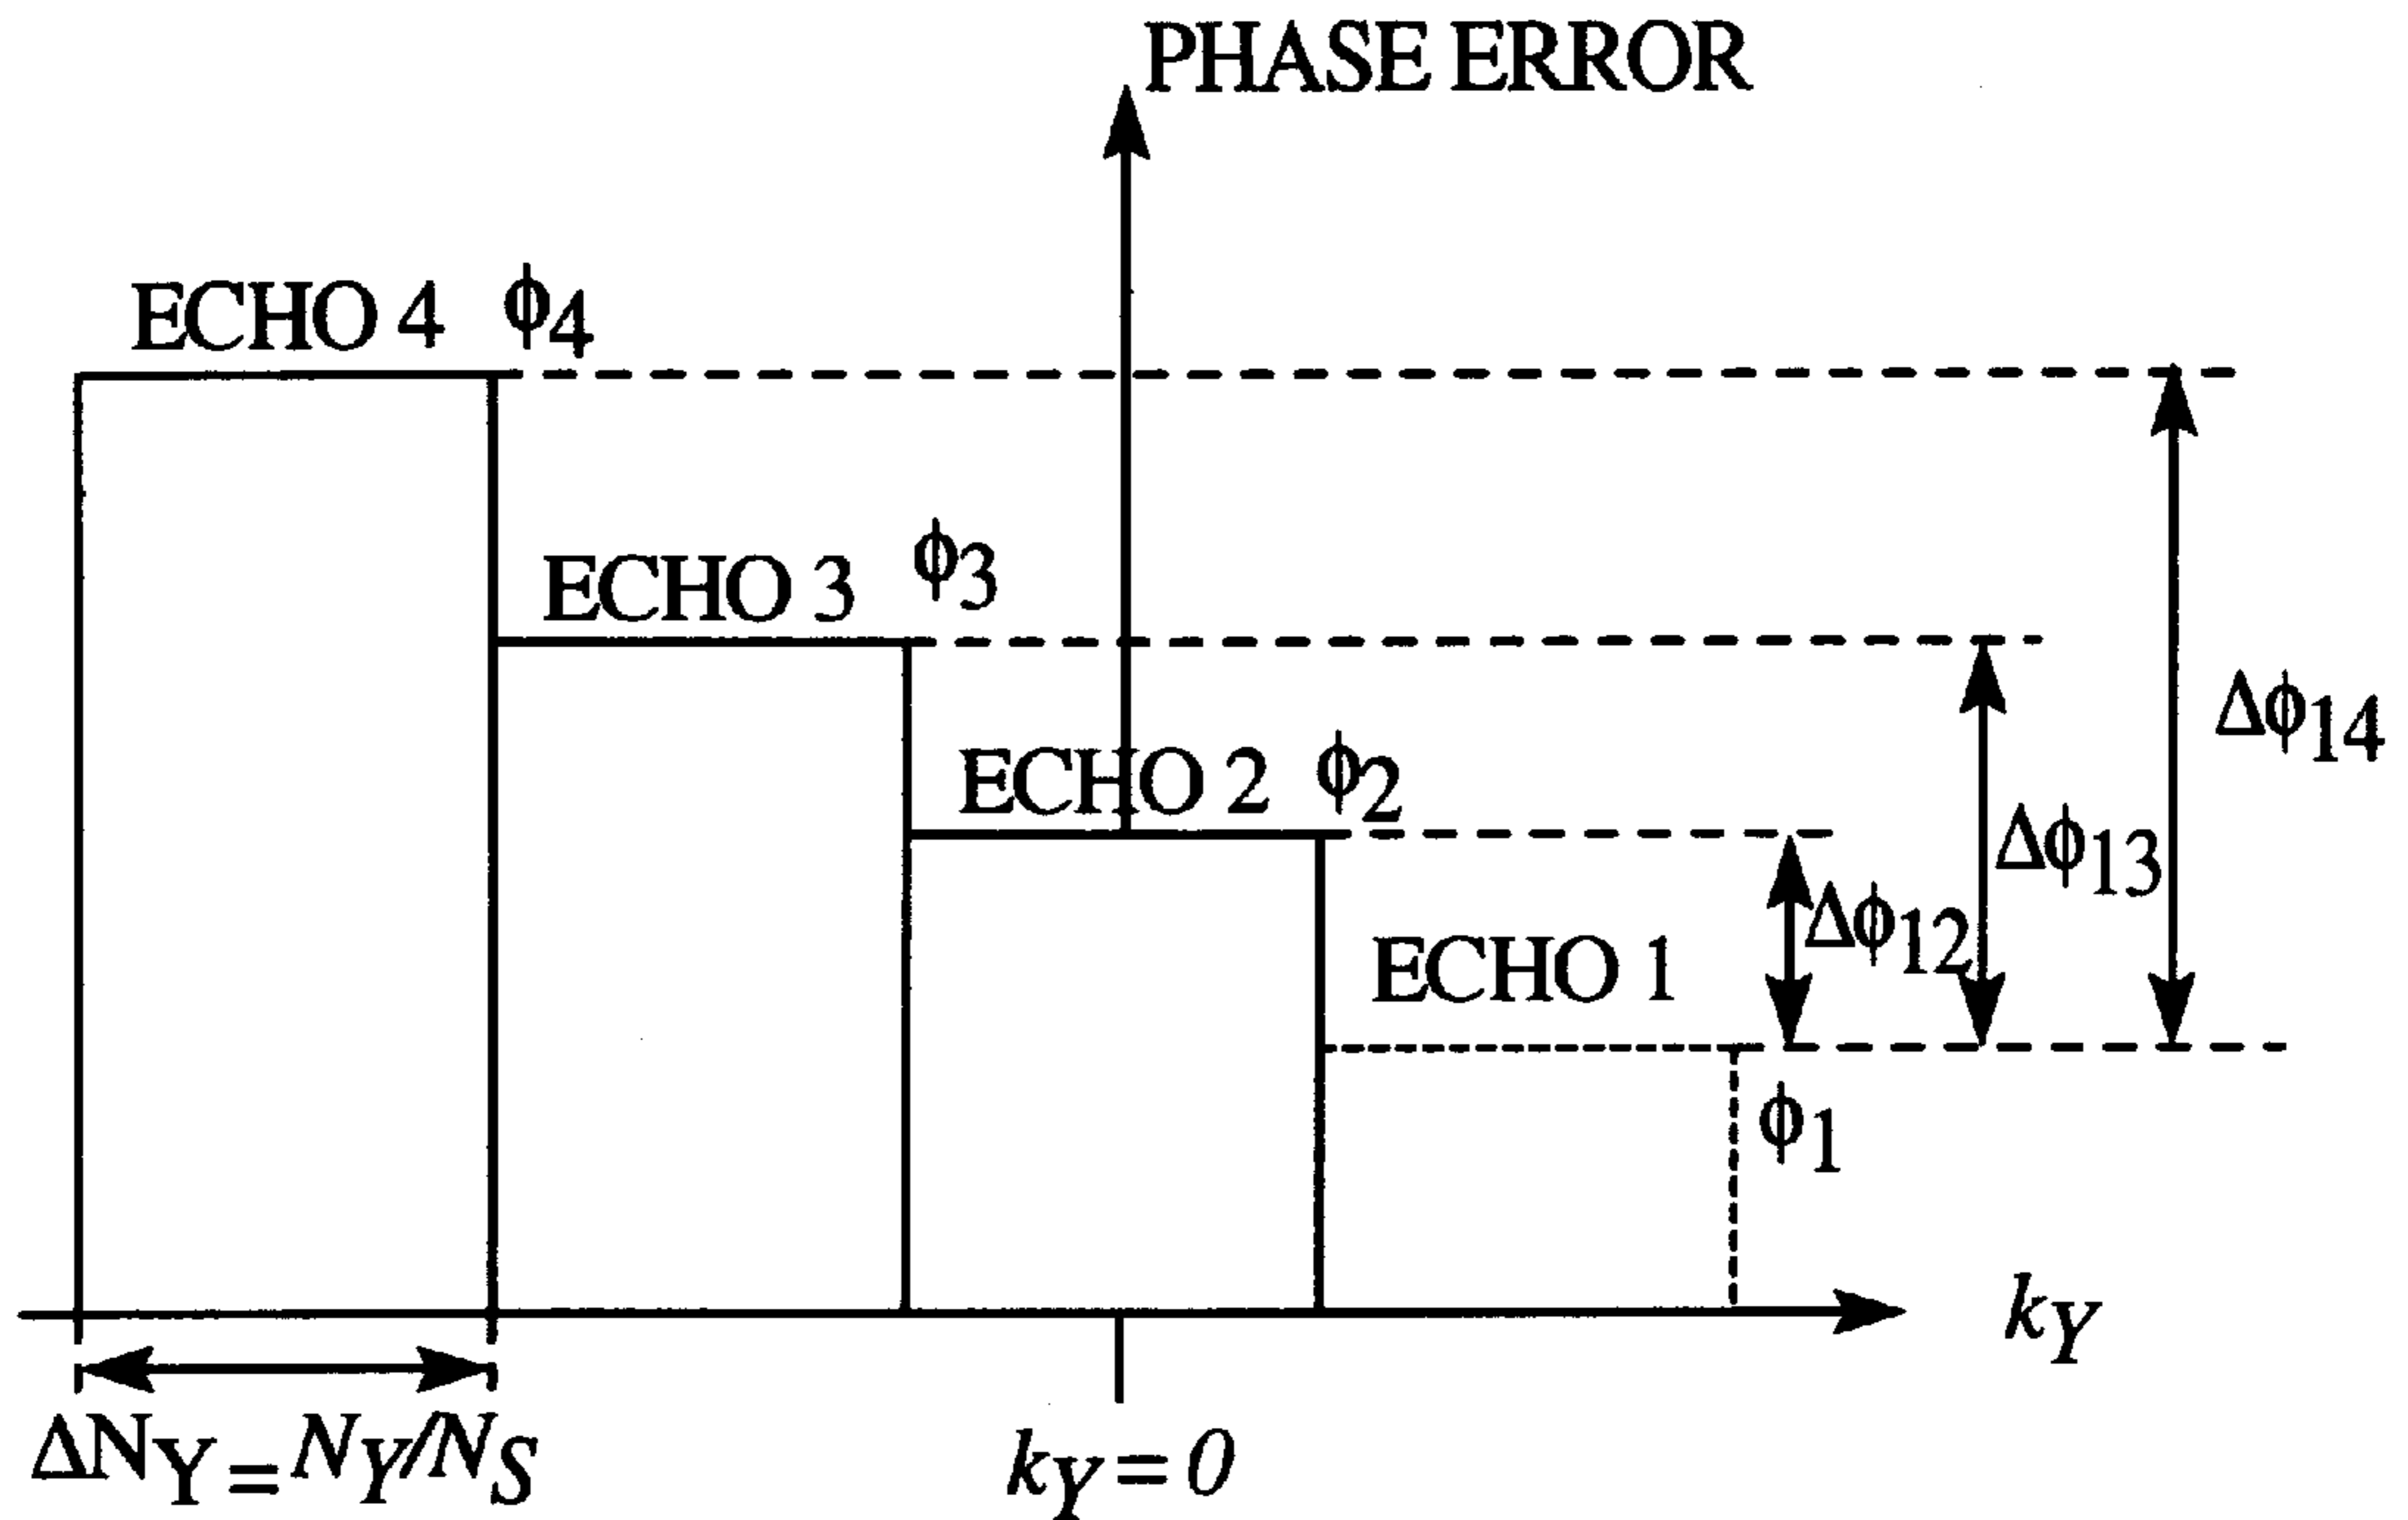 PHASE ERROR
ECHO 4 ϕ4
ECHO 3 ϕ3
Δϕ14
ECHO 2 ϕ2
Δϕ13
Δϕ12
ECHO 1
ϕ1
kY
ΔNY = NY/NS
kY = 0